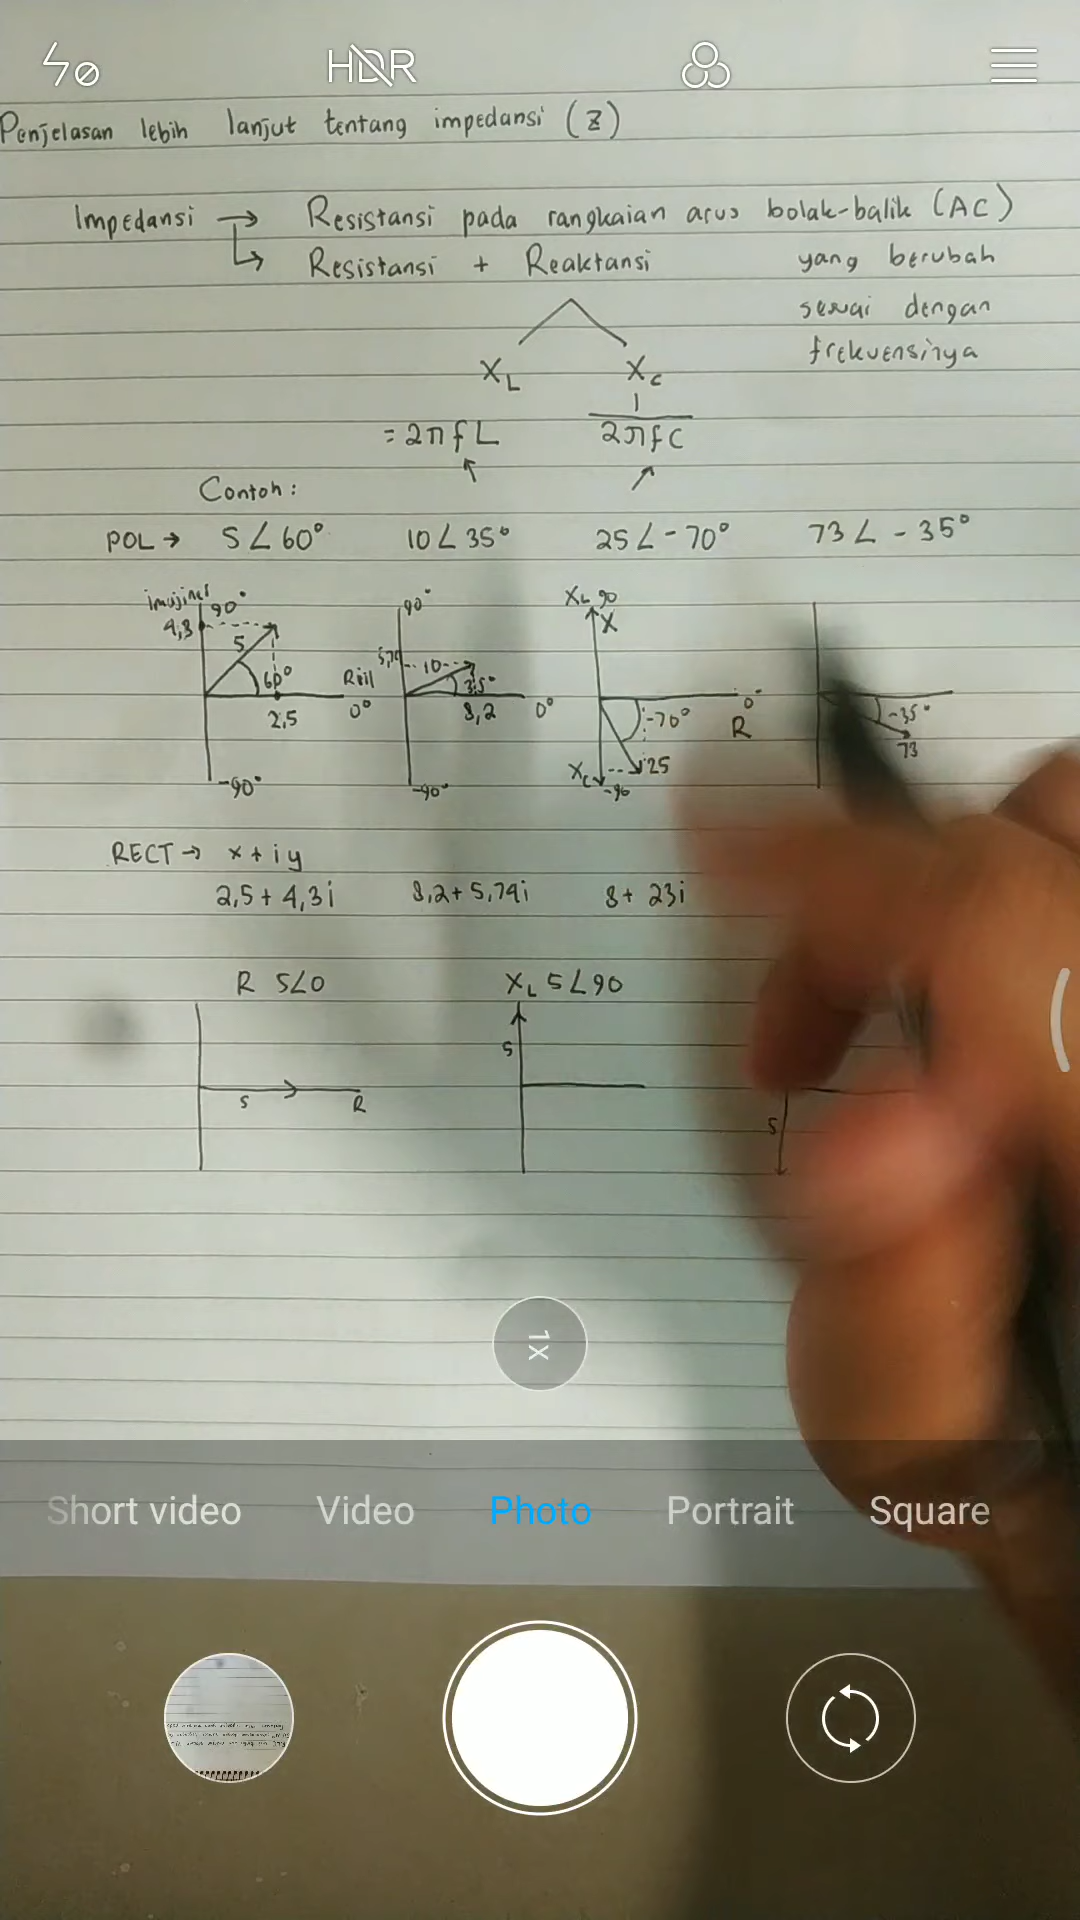 HDR
Penjelasan lebih lanjut tentang impedansi (Z)
Impedansi → Resistansi pada rangkaian arus bolak-balik (AC)
↳ Resistansi + Reaktansi yang berubah
sesuai dengan
frekuensinya
XL Xc
= 2πfL 1/2πfC
Contoh:
POL → 5∠60° 10∠35° 25∠-70° 73∠-35°
imajiner 90° 90° XL 90
4,3 5 X
60° Riil 10 35° -70° 0° -35°
2,5 0° 8,2 0° R 73
Xc 25
-90° -90° -90
RECT → x + iy
2,5 + 4,3i 8,2 + 5,74i 8 + 23i
R 5∠0 XL 5∠90
5
5 R 5
1X
Short video Video Photo Portrait Square